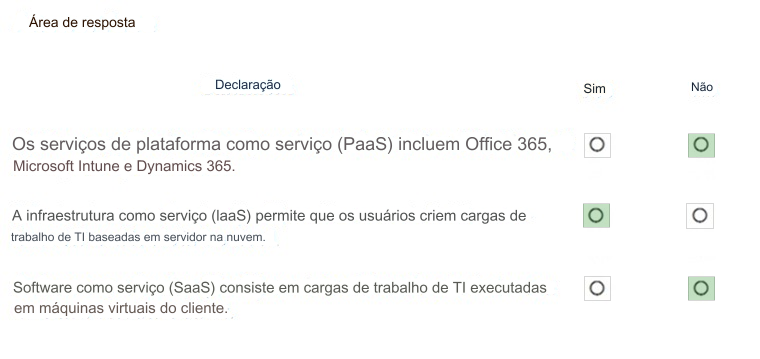 Área de resposta
Declaração
Sim
Não
Os serviços de plataforma como serviço (PaaS) incluem Office 365,
Microsoft Intune e Dynamics 365.
A infraestrutura como serviço (IaaS) permite que os usuários criem cargas de
trabalho de TI baseadas em servidor na nuvem.
Software como serviço (SaaS) consiste em cargas de trabalho de TI executadas
em máquinas virtuais do cliente.